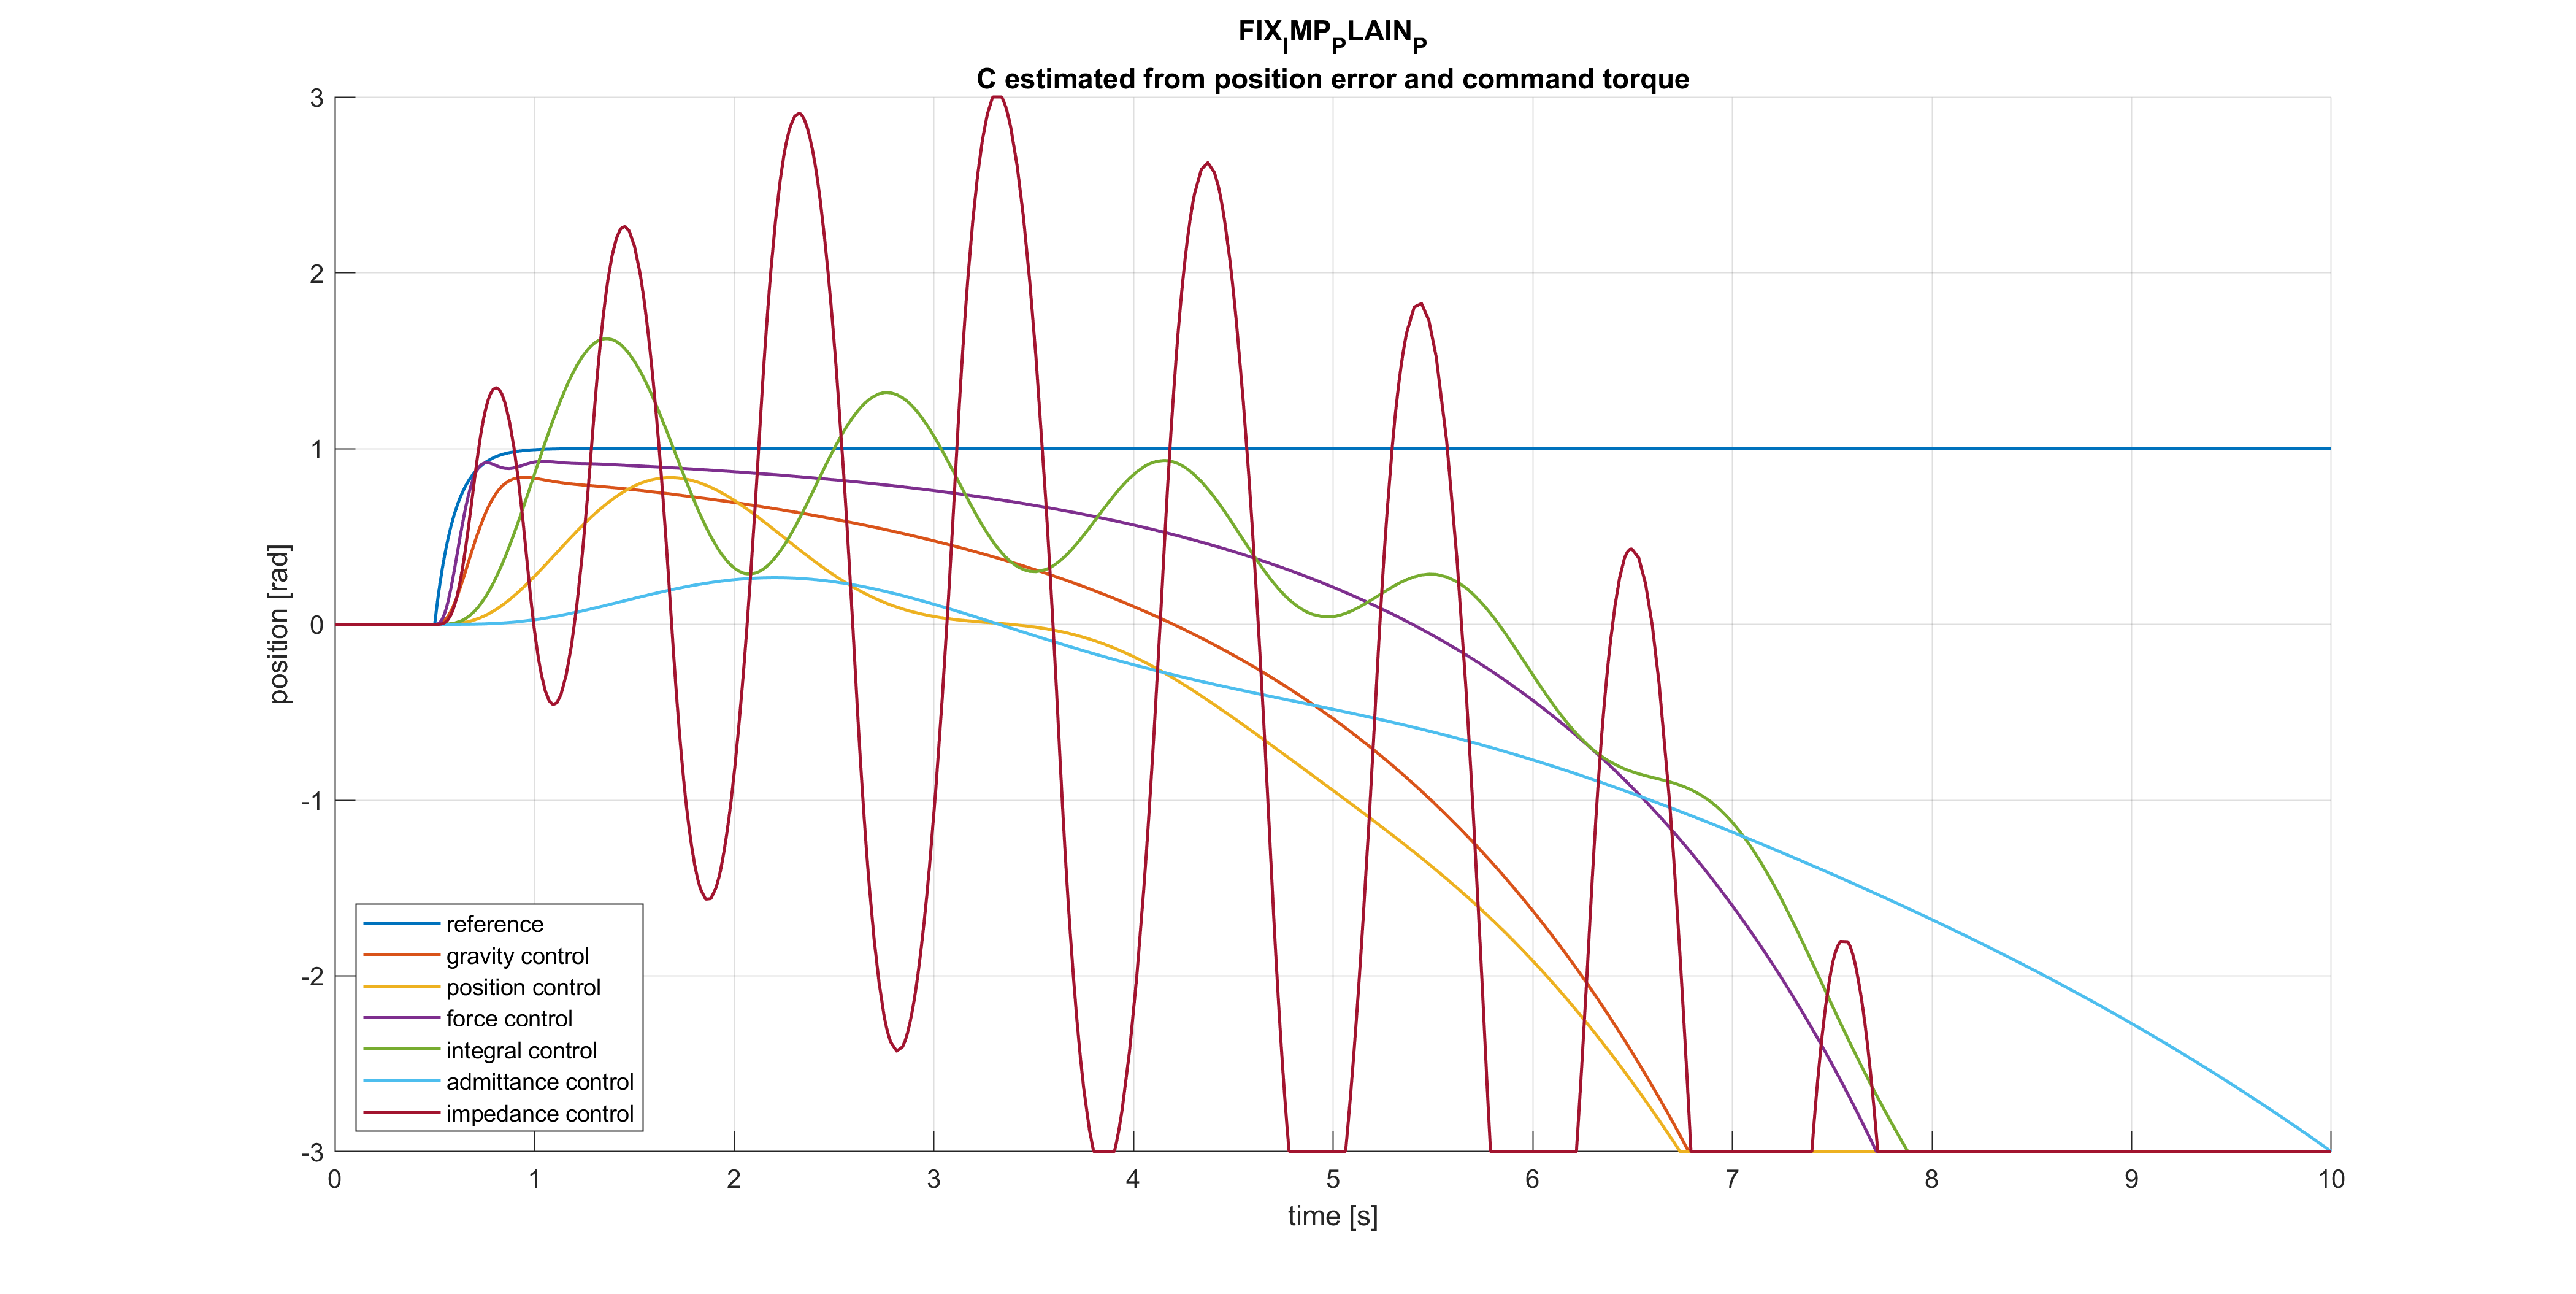 FIXIMPPLAINP
C estimated from position error and command torque
3
2
1
0
-1
-2
-3
position [rad]
reference
gravity control
position control
force control
integral control
admittance control
impedance control
0 1 2 3 4 5 6 7 8 9 10
time [s]